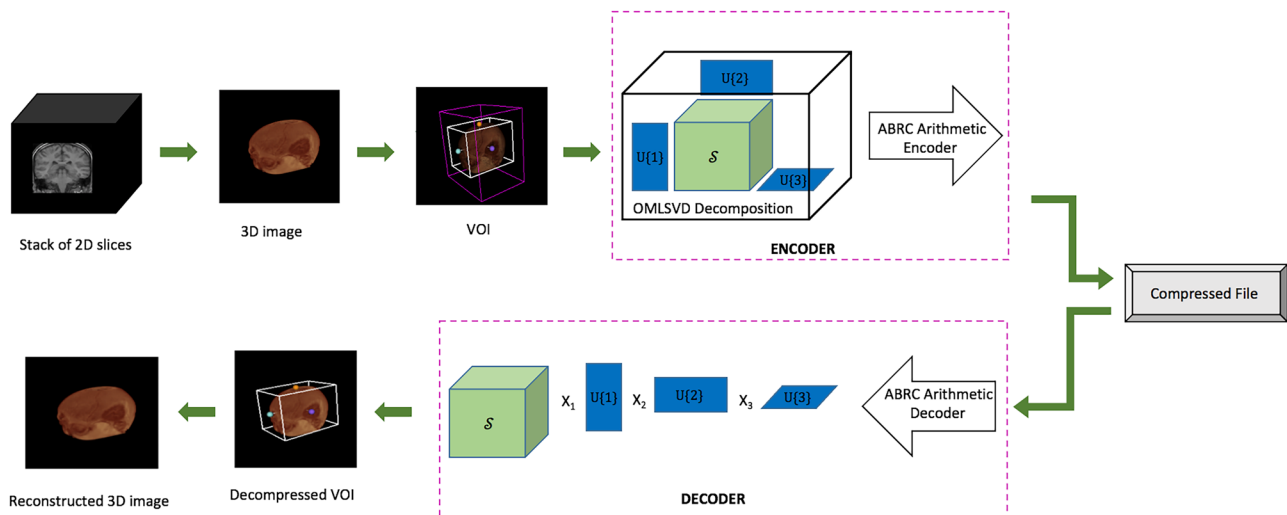 Stack of 2D slices
3D image
VOI
U{2}
U{1}
𝒮
U{3}
OMLSVD Decomposition
ABRC Arithmetic
Encoder
ENCODER
Compressed File
Reconstructed 3D image
Decompressed VOI
𝒮
X₁
U{1}
X₂
U{2}
X₃
U{3}
ABRC Arithmetic
Decoder
DECODER